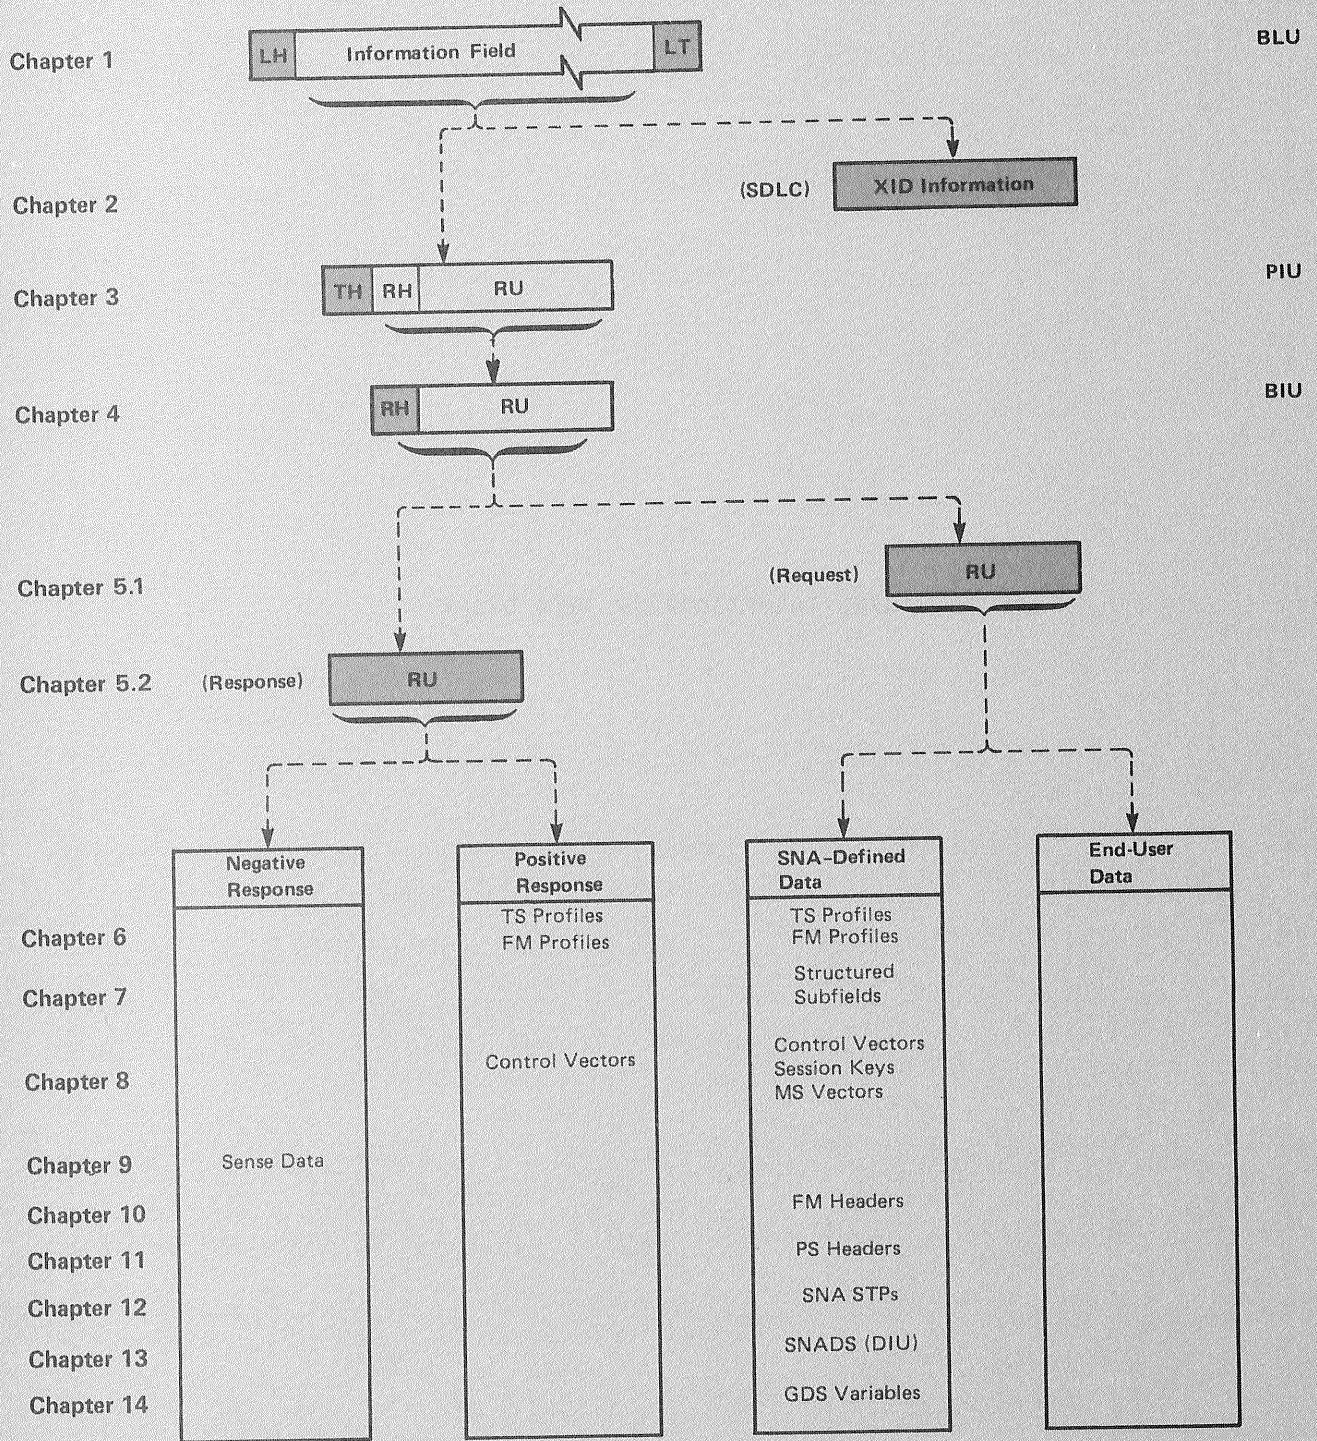 BLU
Chapter 1
LH Information Field LT
Chapter 2
(SDLC) XID Information
Chapter 3
TH RH RU
PIU
Chapter 4
RH RU
BIU
Chapter 5.1
(Request) RU
Chapter 5.2
(Response) RU
Negative
Response
Positive
Response
SNA-Defined
Data
End-User
Data
Chapter 6
TS Profiles
FM Profiles
TS Profiles
FM Profiles
Chapter 7
Structured
Subfields
Chapter 8
Control Vectors
Control Vectors
Session Keys
MS Vectors
Chapter 9
Sense Data
Chapter 10
FM Headers
Chapter 11
PS Headers
Chapter 12
SNA STPs
Chapter 13
SNADS (DIU)
Chapter 14
GDS Variables